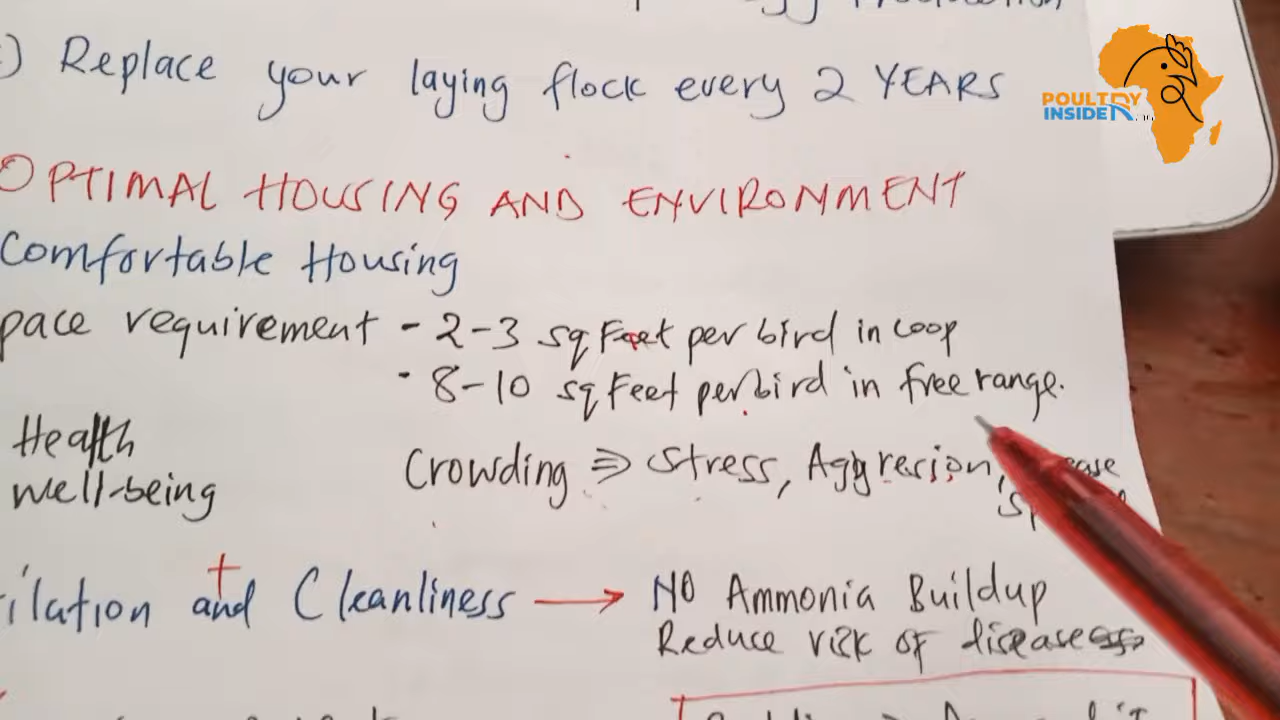 Replace your laying flock every 2 YEARS
POULTRY
INSIDER
OPTIMAL HOUSING AND ENVIRONMENT
Comfortable Housing
pace requirement - 2-3 sq Feet per bird in coop
- 8-10 sq Feet per bird in free range.
Health
well-being
Crowding => Stress, Aggresion,
ilation and Cleanliness → NO Ammonia Buildup
Reduce risk of diseases